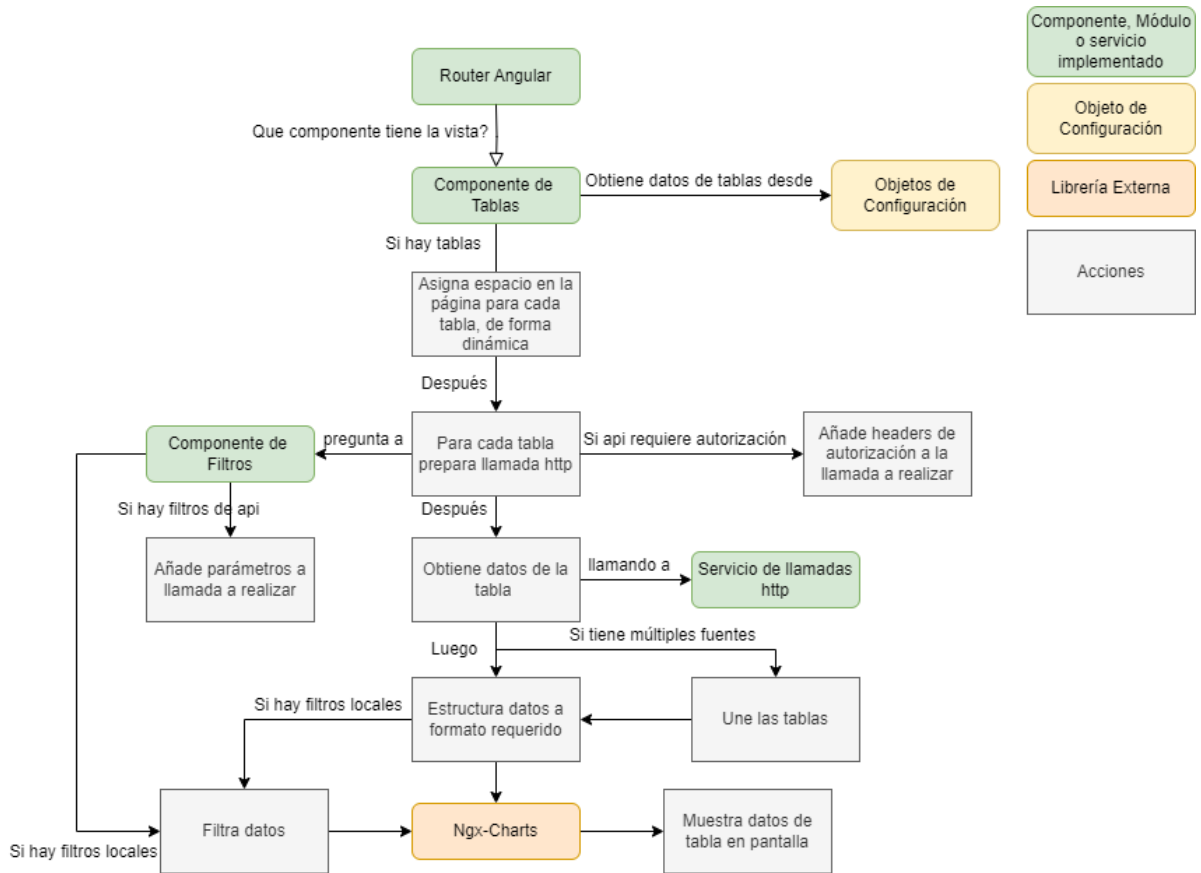 Componente, Módulo
o servicio
implementado
Router Angular
Objeto de
Configuración
Que componente tiene la vista?
Componente de
Tablas
Obtiene datos de tablas desde
Objetos de
Configuración
Librería Externa
Si hay tablas
Acciones
Asigna espacio en la
página para cada
tabla, de forma
dinámica
Después
Componente de
Filtros
pregunta a
Para cada tabla
prepara llamada http
Si api requiere autorización
Añade headers de
autorización a la
llamada a realizar
Si hay filtros de api
Después
Añade parámetros a
llamada a realizar
Obtiene datos de la
tabla
llamando a
Servicio de llamadas
http
Si tiene múltiples fuentes
Luego
Si hay filtros locales
Estructura datos a
formato requerido
Une las tablas
Si hay filtros locales
Filtra datos
Ngx-Charts
Muestra datos de
tabla en pantalla